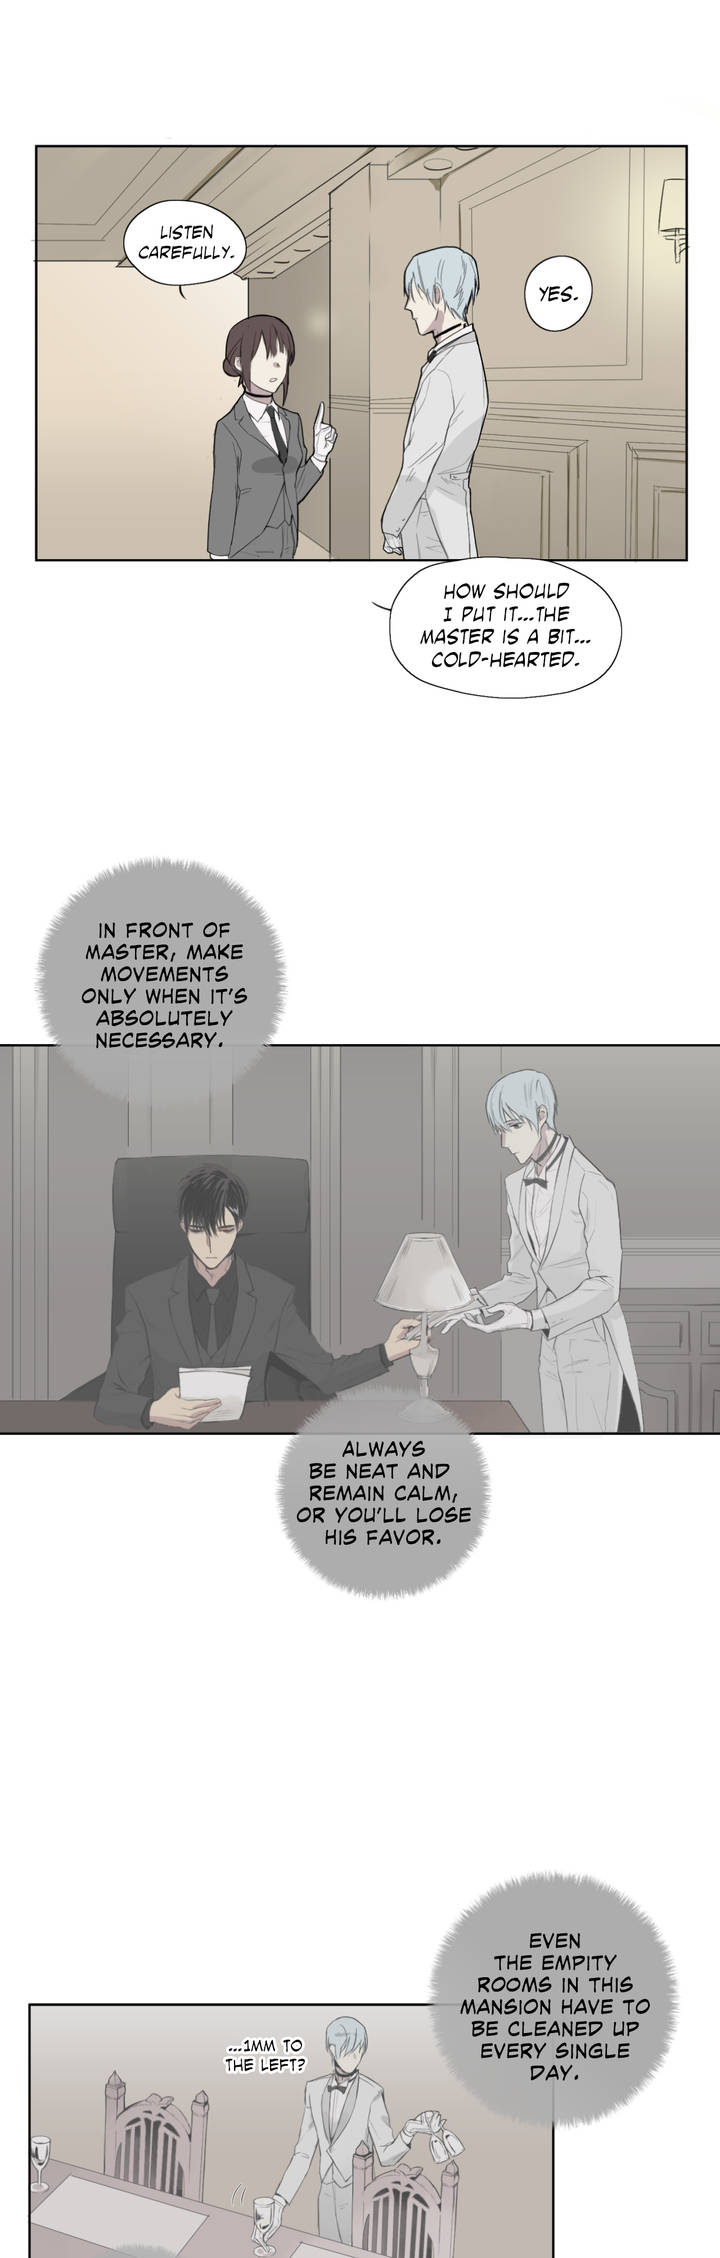 LISTEN
CAREFULLY.
YES.
HOW SHOULD
I PUT IT...THE
MASTER IS A BIT...
COLD-HEARTED.
IN FRONT OF
MASTER, MAKE
MOVEMENTS
ONLY WHEN IT'S
ABSOLUTELY
NECESSARY.
ALWAYS
BE NEAT AND
REMAIN CALM,
OR YOU'LL LOSE
HIS FAVOR.
EVEN
THE EMPITY
ROOMS IN THIS
MANSION HAVE TO
BE CLEANED UP
EVERY SINGLE
DAY.
...1MM TO
THE LEFT?